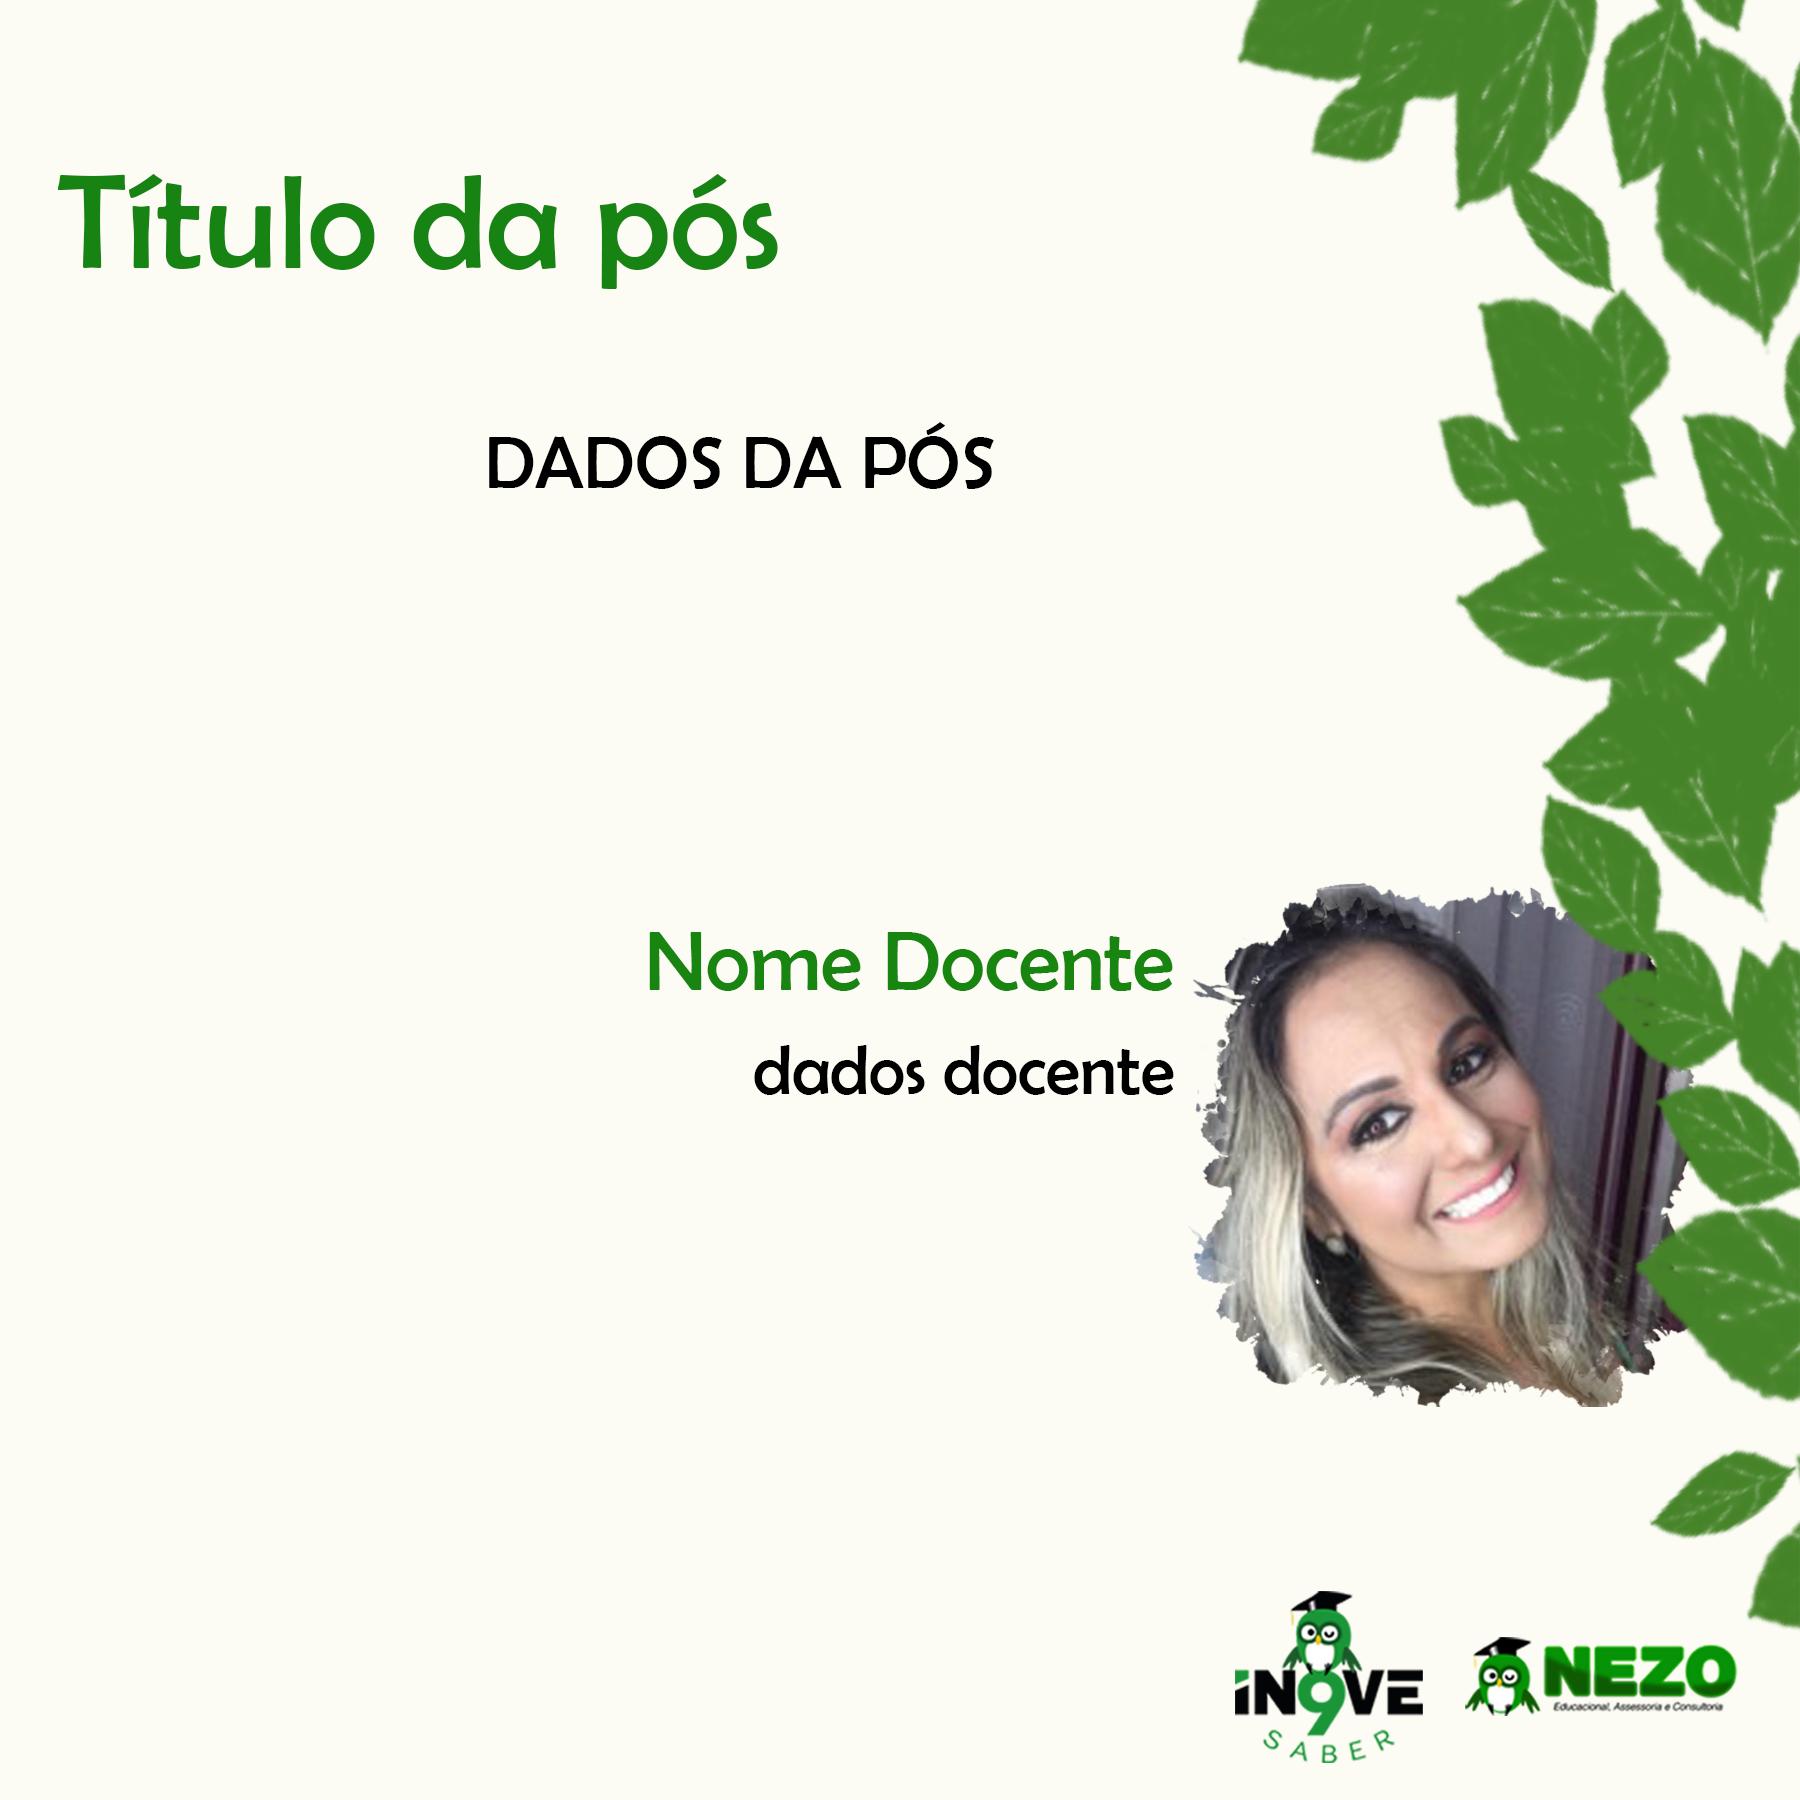 Título da pós
DADOS DA PÓS
Nome Docente
dados docente
iN9VE
SABER
NEZO
Educacional, Assessoria e Consultoria